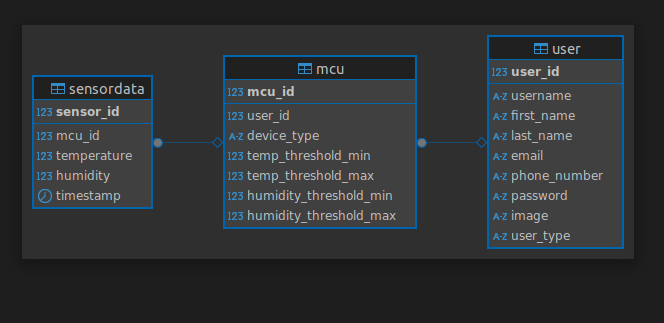 sensordata
123 sensor_id
123 mcu_id
123 temperature
123 humidity
timestamp
mcu
123 mcu_id
123 user_id
A-Z device_type
123 temp_threshold_min
123 temp_threshold_max
123 humidity_threshold_min
123 humidity_threshold_max
user
123 user_id
A-Z username
A-Z first_name
A-Z last_name
A-Z email
A-Z phone_number
A-Z password
A-Z image
A-Z user_type